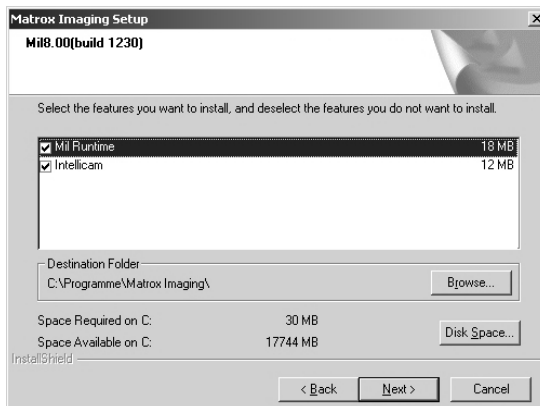 Matrox Imaging Setup
Mil8.00(build 1230)
Select the features you want to install, and deselect the features you do not want to install.
Mil Runtime 18 MB
Intellicam 12 MB
Destination Folder
C:\Programme\Matrox Imaging\
Browse...
Space Required on C: 30 MB
Space Available on C: 17744 MB
Disk Space...
InstallShield
< Back Next > Cancel